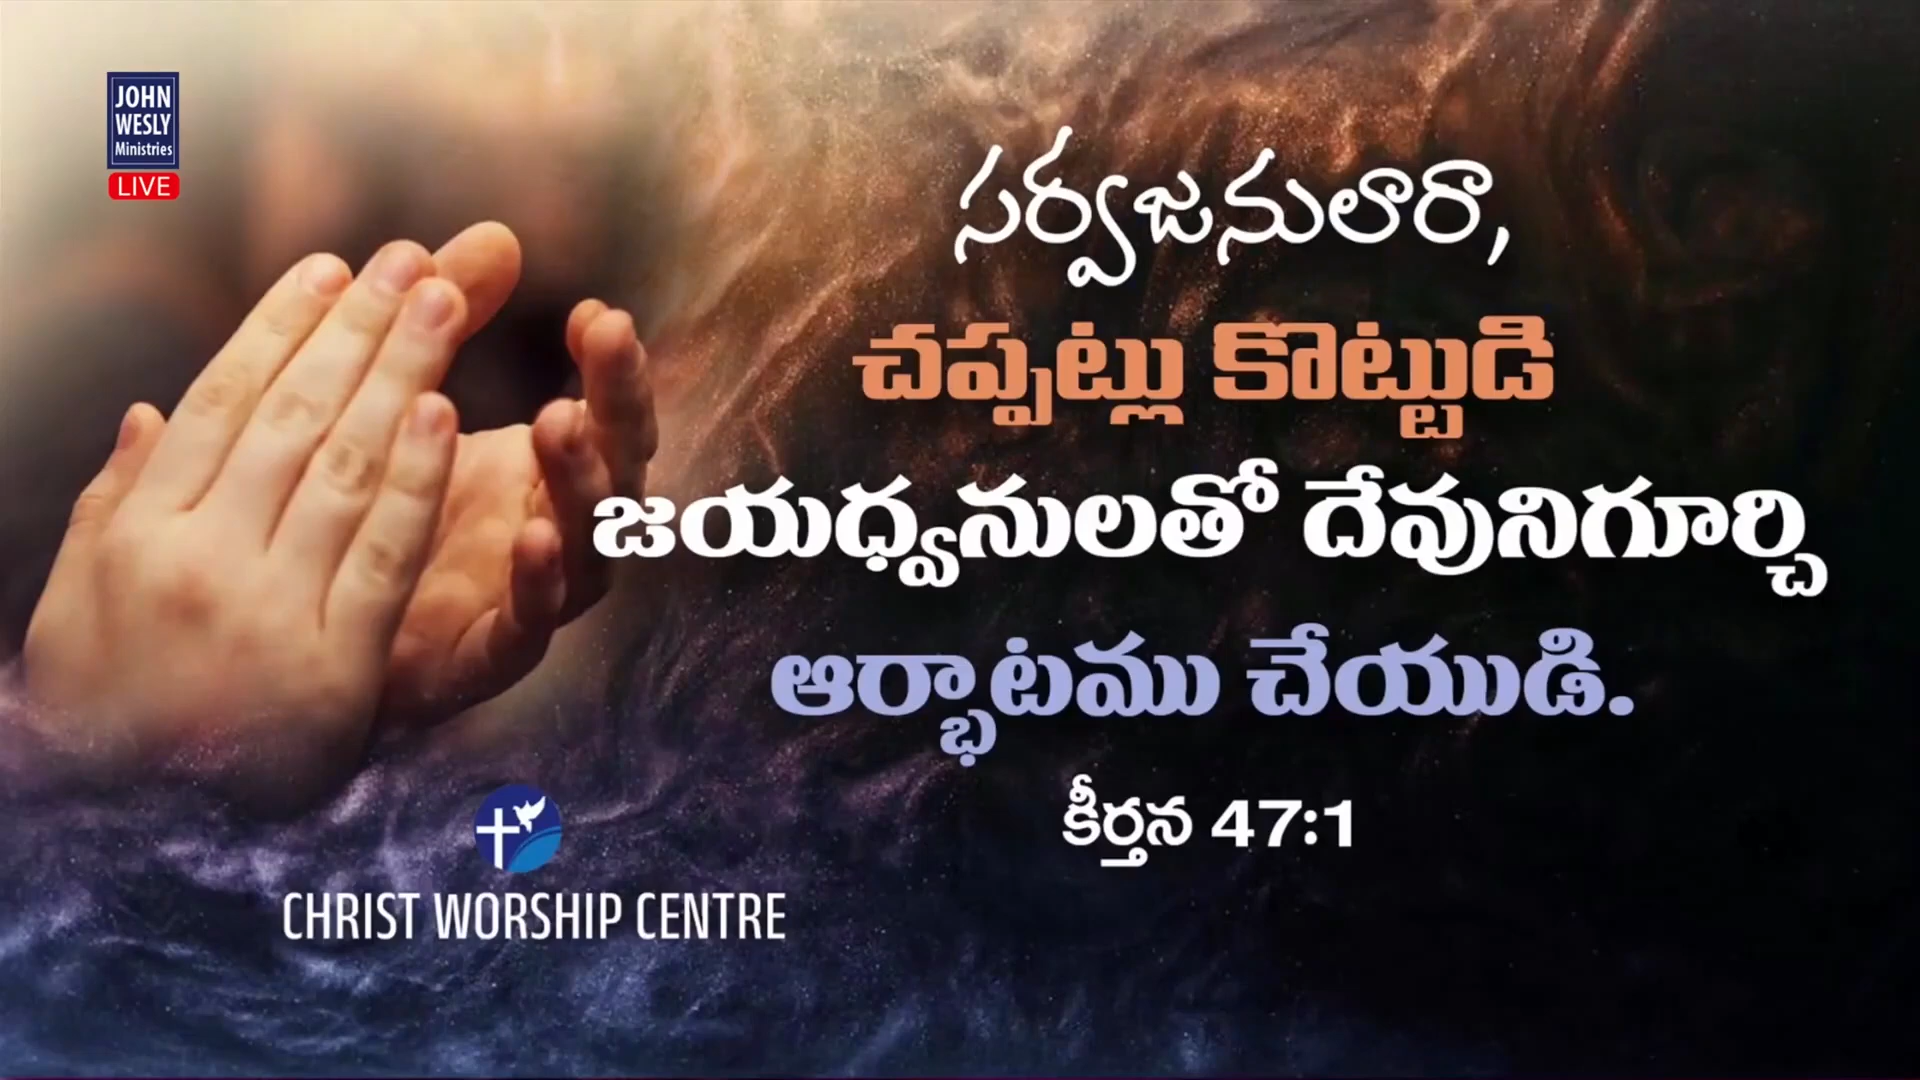 JOHN
WESLY
Ministries
LIVE
సర్వజనులారా,
చప్పట్లు కొట్టుడి
జయధ్వనులతో దేవునిగూర్చి
ఆర్భాటము చేయుడి.
కీర్తన 47:1
CHRIST WORSHIP CENTRE